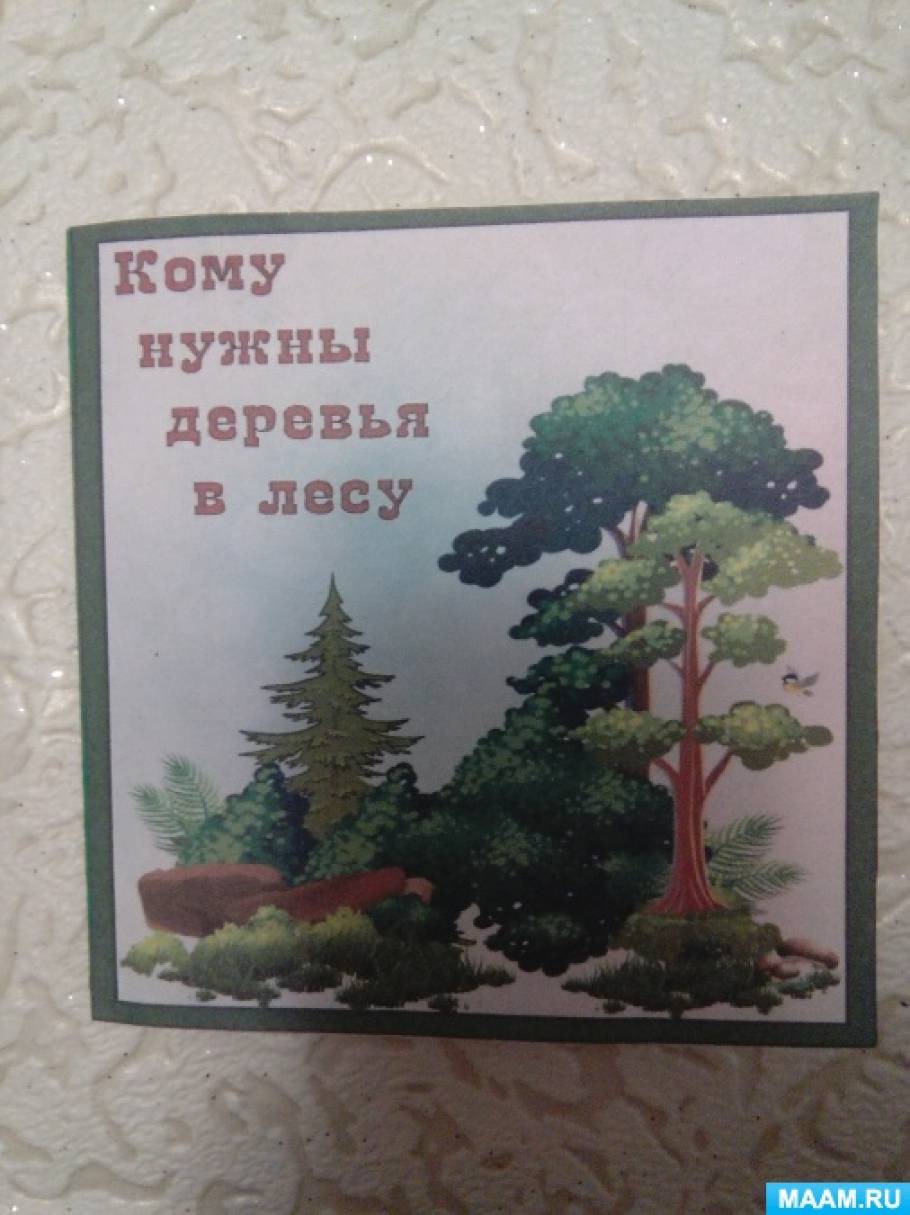 Кому
нужны
деревья
в лесу
MAAM.RU